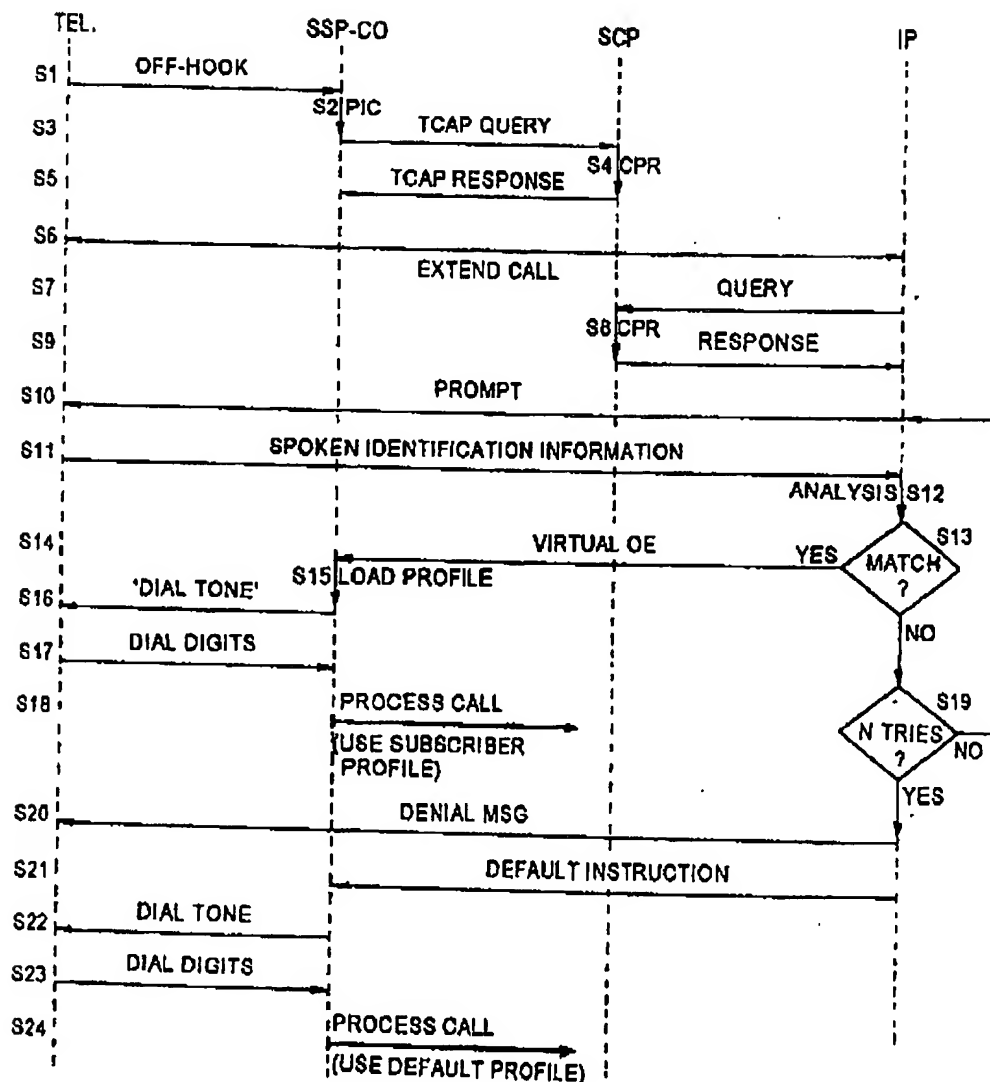 TEL.
SSP-CO
SCP
IP
S1
OFF-HOOK
S2 PIC
S3
TCAP QUERY
S4 CPR
S5
TCAP RESPONSE
S6
EXTEND CALL
S7
QUERY
S8 CPR
S9
RESPONSE
S10
PROMPT
S11
SPOKEN IDENTIFICATION INFORMATION
ANALYSIS S12
S13
MATCH
?
YES
NO
S14
VIRTUAL OE
S15 LOAD PROFILE
S16
'DIAL TONE'
S17
DIAL DIGITS
S18
PROCESS CALL
(USE SUBSCRIBER
PROFILE)
S19
N TRIES
?
NO
YES
S20
DENIAL MSG
S21
DEFAULT INSTRUCTION
S22
DIAL TONE
S23
DIAL DIGITS
S24
PROCESS CALL
(USE DEFAULT PROFILE)